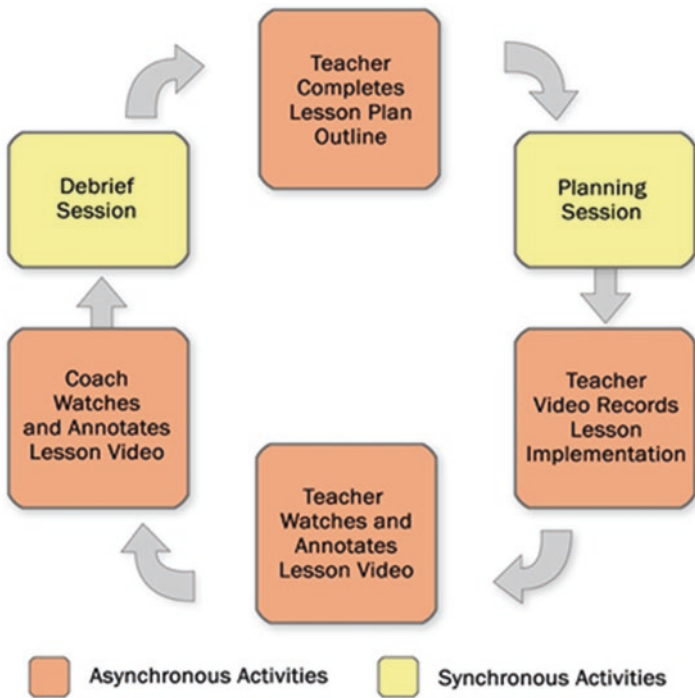 Teacher
Completes
Lesson Plan
Outline
Planning
Session
Teacher
Video Records
Lesson
Implementation
Teacher
Watches and
Annotates
Lesson Video
Coach
Watches
and Annotates
Lesson Video
Debrief
Session
Asynchronous Activities
Synchronous Activities